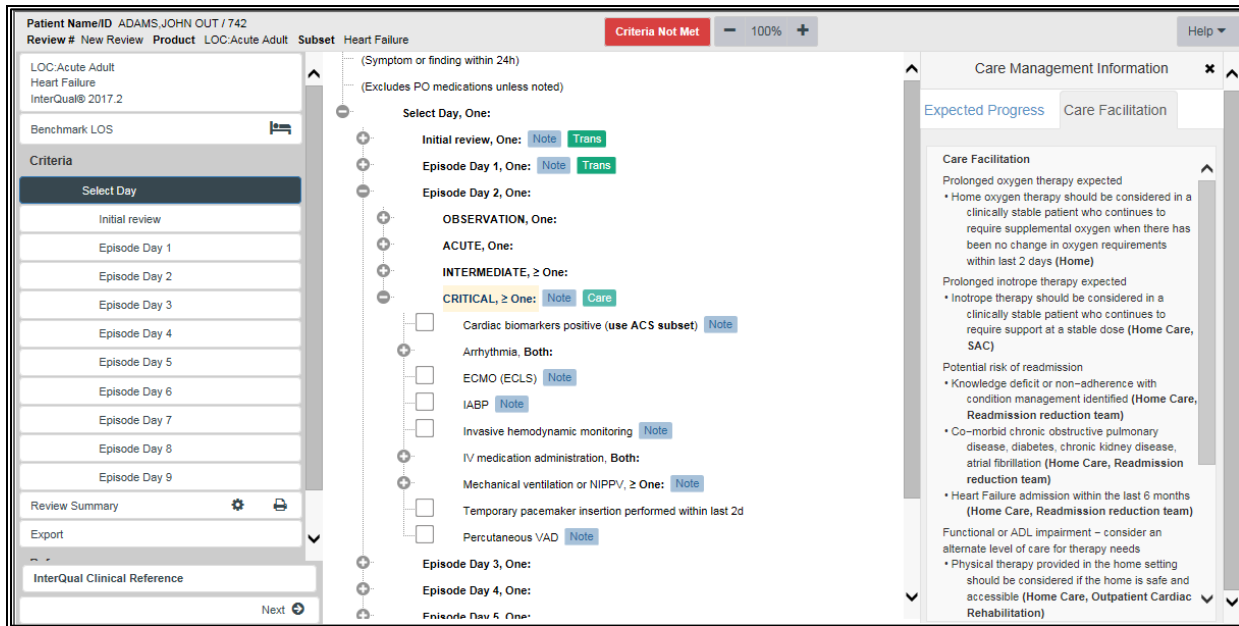 Patient Name/ID ADAMS,JOHN OUT / 742
Review # New Review Product LOC:Acute Adult Subset Heart Failure
Criteria Not Met
100%
Help
LOC:Acute Adult
Heart Failure
InterQual® 2017.2
Benchmark LOS
Criteria
Select Day
Initial review
Episode Day 1
Episode Day 2
Episode Day 3
Episode Day 4
Episode Day 5
Episode Day 6
Episode Day 7
Episode Day 8
Episode Day 9
Review Summary
Export
InterQual Clinical Reference
Next
(Symptom or finding within 24h)
(Excludes PO medications unless noted)
Select Day, One:
Initial review, One: Note Trans
Episode Day 1, One: Note Trans
Episode Day 2, One:
OBSERVATION, One:
ACUTE, One:
INTERMEDIATE, ≥ One:
CRITICAL, ≥ One: Note Care
Cardiac biomarkers positive (use ACS subset) Note
Arrhythmia, Both:
ECMO (ECLS) Note
IABP Note
Invasive hemodynamic monitoring Note
IV medication administration, Both:
Mechanical ventilation or NIPPV, ≥ One: Note
Temporary pacemaker insertion performed within last 2d
Percutaneous VAD Note
Episode Day 3, One:
Episode Day 4, One:
Episode Day 5, One:
Care Management Information
Expected Progress Care Facilitation
Care Facilitation
Prolonged oxygen therapy expected
• Home oxygen therapy should be considered in a
clinically stable patient who continues to
require supplemental oxygen when there has
been no change in oxygen requirements
within last 2 days (Home)
Prolonged inotrope therapy expected
• Inotrope therapy should be considered in a
clinically stable patient who continues to
require support at a stable dose (Home Care,
SAC)
Potential risk of readmission
• Knowledge deficit or non–adherence with
condition management identified (Home Care,
Readmission reduction team)
• Co–morbid chronic obstructive pulmonary
disease, diabetes, chronic kidney disease,
atrial fibrillation (Home Care, Readmission
reduction team)
• Heart Failure admission within the last 6 months
(Home Care, Readmission reduction team)
Functional or ADL impairment – consider an
alternate level of care for therapy needs
• Physical therapy provided in the home setting
should be considered if the home is safe and
accessible (Home Care, Outpatient Cardiac
Rehabilitation)